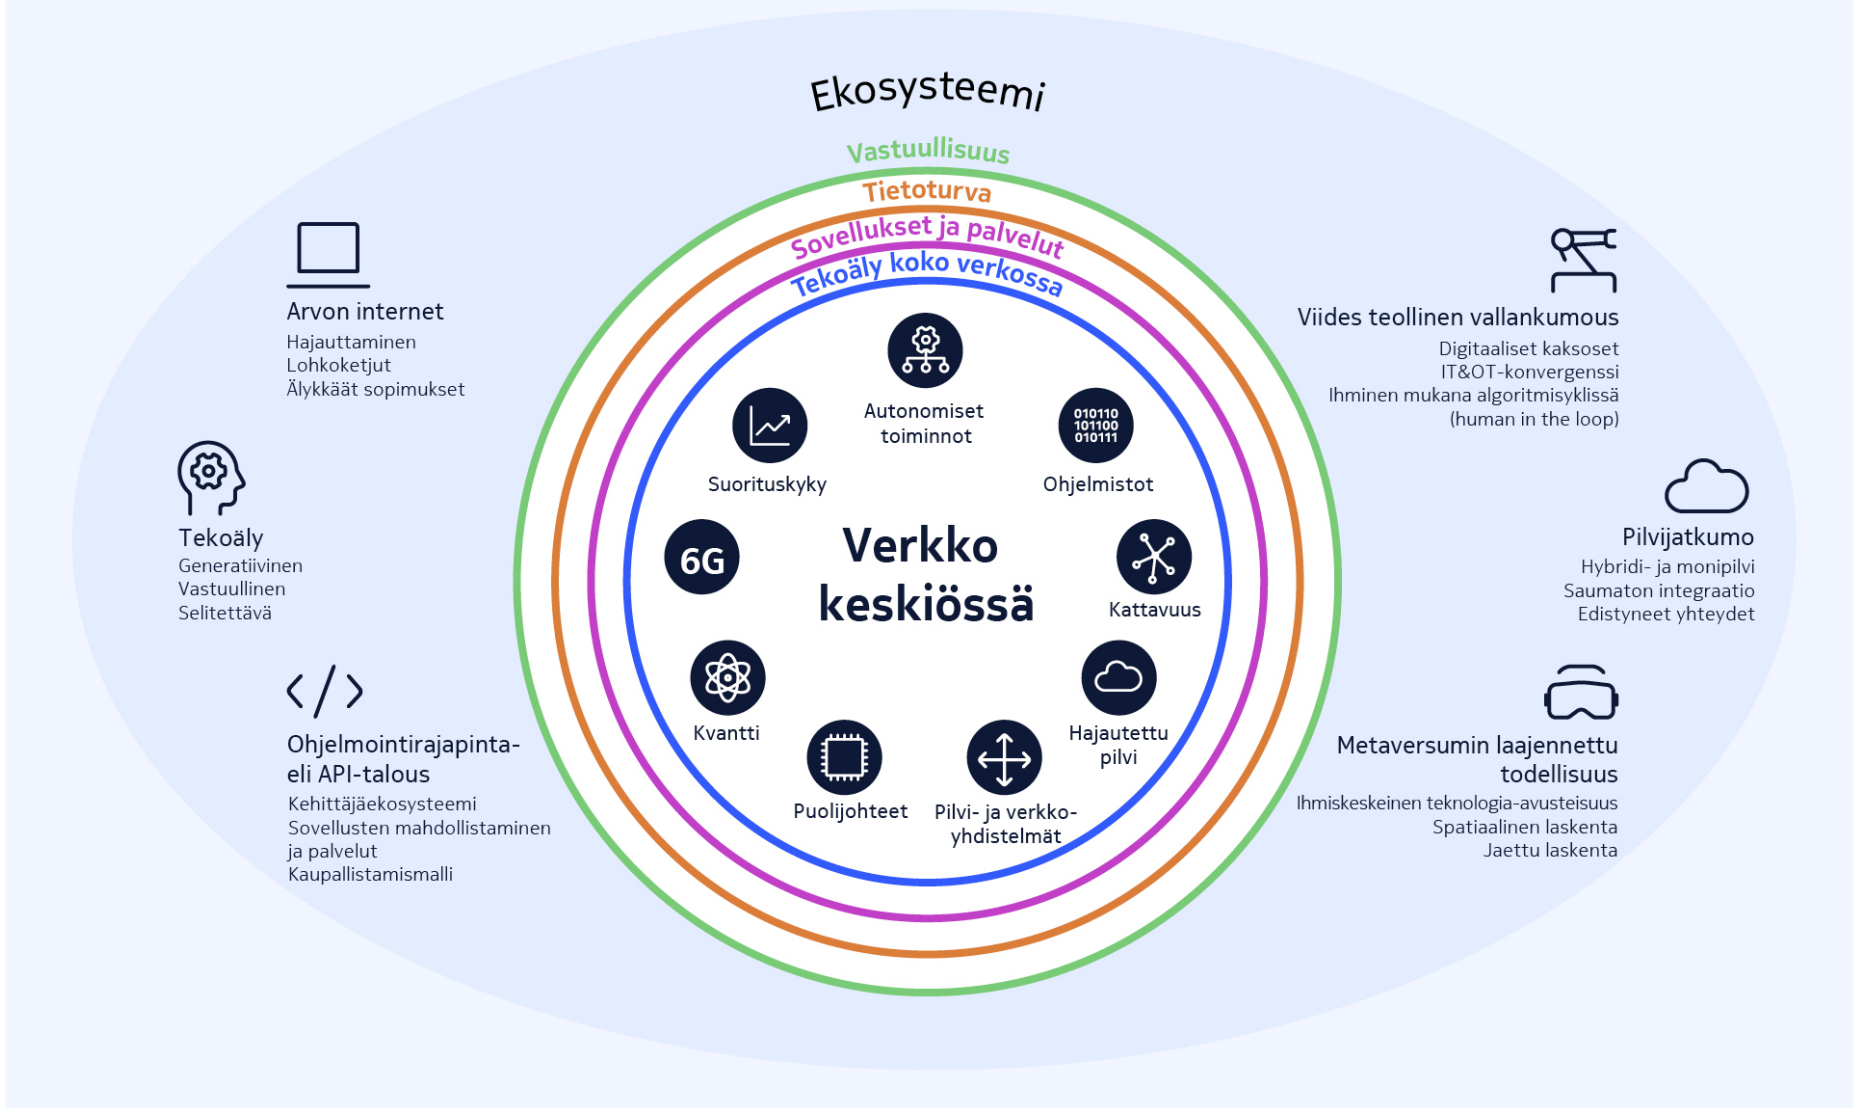 Ekosysteemi
Vastuullisuus
Tietoturva
Sovellukset ja palvelut
Tekoäly koko verkossa
Arvon internet
Hajauttaminen
Lohkoketjut
Älykkäät sopimukset
Tekoäly
Generatiivinen
Vastuullinen
Selitettävä
Ohjelmointirajapinta-
eli API-talous
Kehittäjäekosysteemi
Sovellusten mahdollistaminen
ja palvelut
Kaupallistamismalli
Autonomiset
toiminnot
Suorituskyky
010110
101100
010111
Ohjelmistot
6G
Verkko
keskiössä
Kattavuus
Kvantti
Hajautettu
pilvi
Puolijohteet
Pilvi- ja verkko-
yhdistelmät
Viides teollinen vallankumous
Digitaaliset kaksoset
IT&OT-konvergenssi
Ihminen mukana algoritmisyklissä
(human in the loop)
Pilvijatkumo
Hybridi- ja monipilvi
Saumaton integraatio
Edistyneet yhteydet
Metaversumin laajennettu
todellisuus
Ihmiskeskeinen teknologia-avusteisuus
Spatiaalinen laskenta
Jaettu laskenta